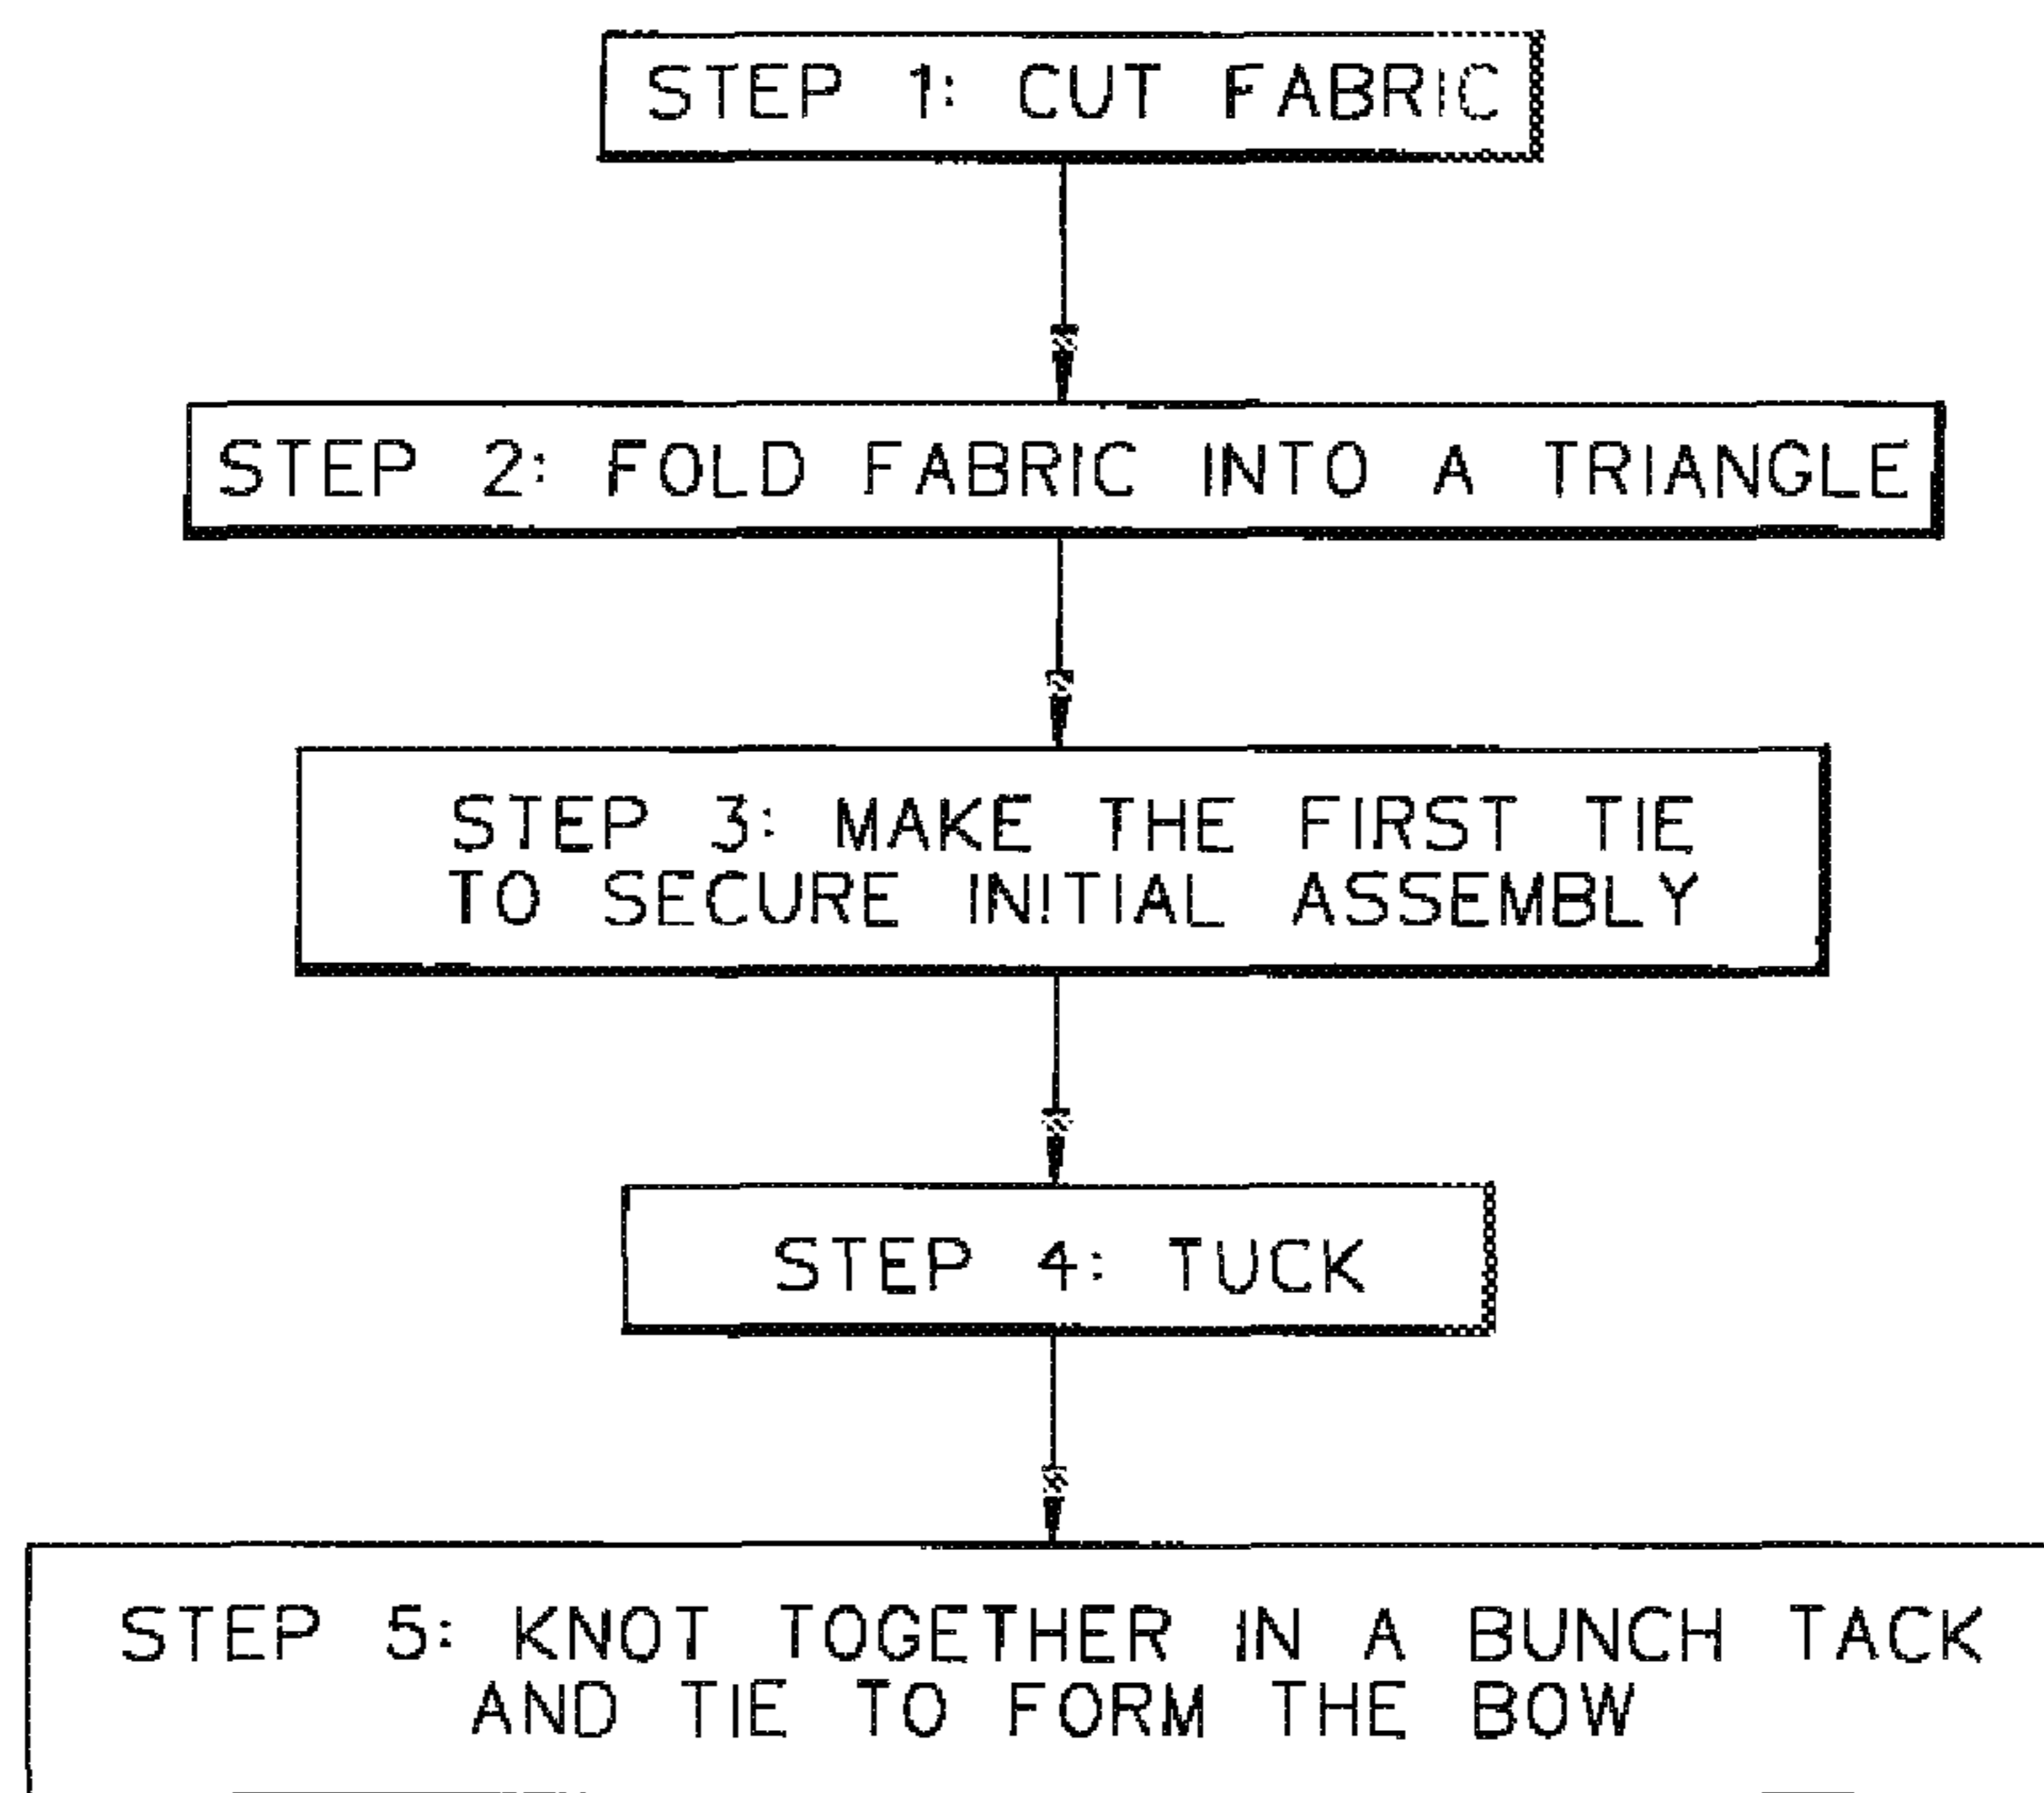 STEP 1: CUT FABRIC
STEP 2: FOLD FABRIC INTO A TRIANGLE
STEP 3: MAKE THE FIRST TIE
TO SECURE INITIAL ASSEMBLY
STEP 4: TUCK
STEP 5: KNOT TOGETHER IN A BUNCH TACK
AND TIE TO FORM THE BOW